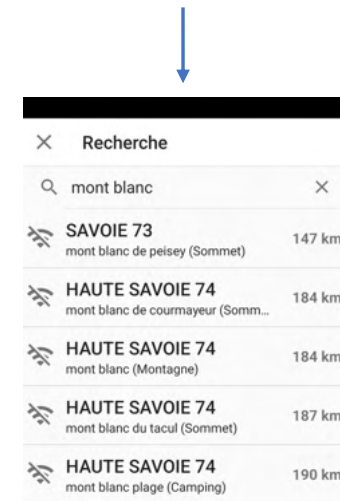 Recherche
mont blanc
SAVOIE 73
147 km
mont blanc de peisey (Sommet)
HAUTE SAVOIE 74
184 km
mont blanc de courmayeur (Somm...
HAUTE SAVOIE 74
184 km
mont blanc (Montagne)
HAUTE SAVOIE 74
187 km
mont blanc du tacul (Sommet)
HAUTE SAVOIE 74
190 km
mont blanc plage (Camping)